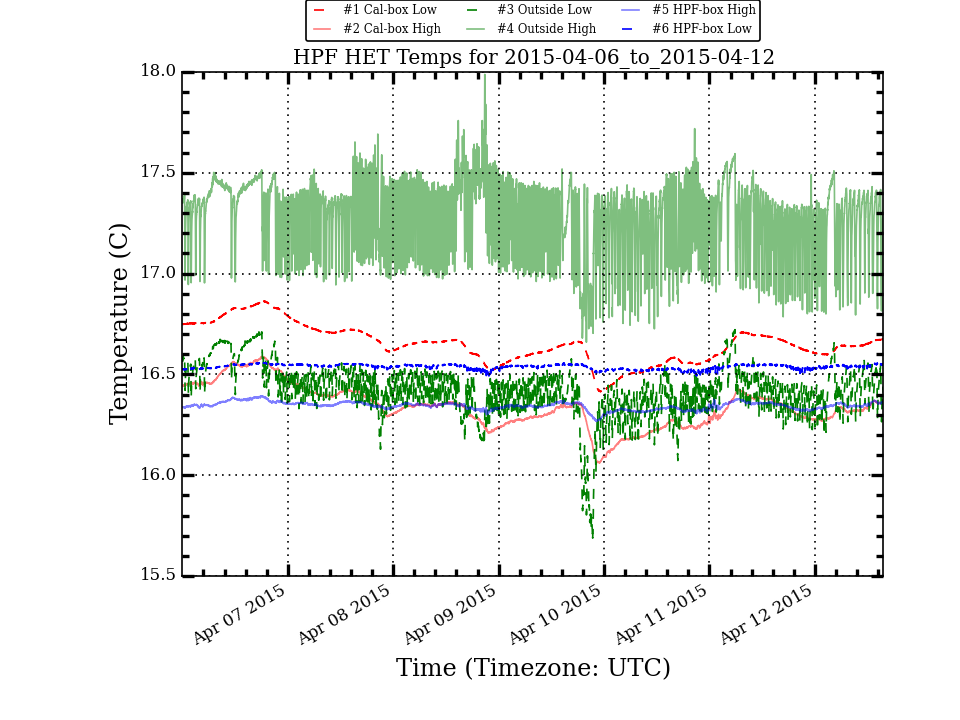 #1 Cal-box Low #3 Outside Low #5 HPF-box High
#2 Cal-box High #4 Outside High #6 HPF-box Low
HPF HET Temps for 2015-04-06_to_2015-04-12
18.0
17.5
17.0
16.5
16.0
15.5
Temperature (C)
Apr 07 2015 Apr 08 2015 Apr 09 2015 Apr 10 2015 Apr 11 2015 Apr 12 2015
Time (Timezone: UTC)